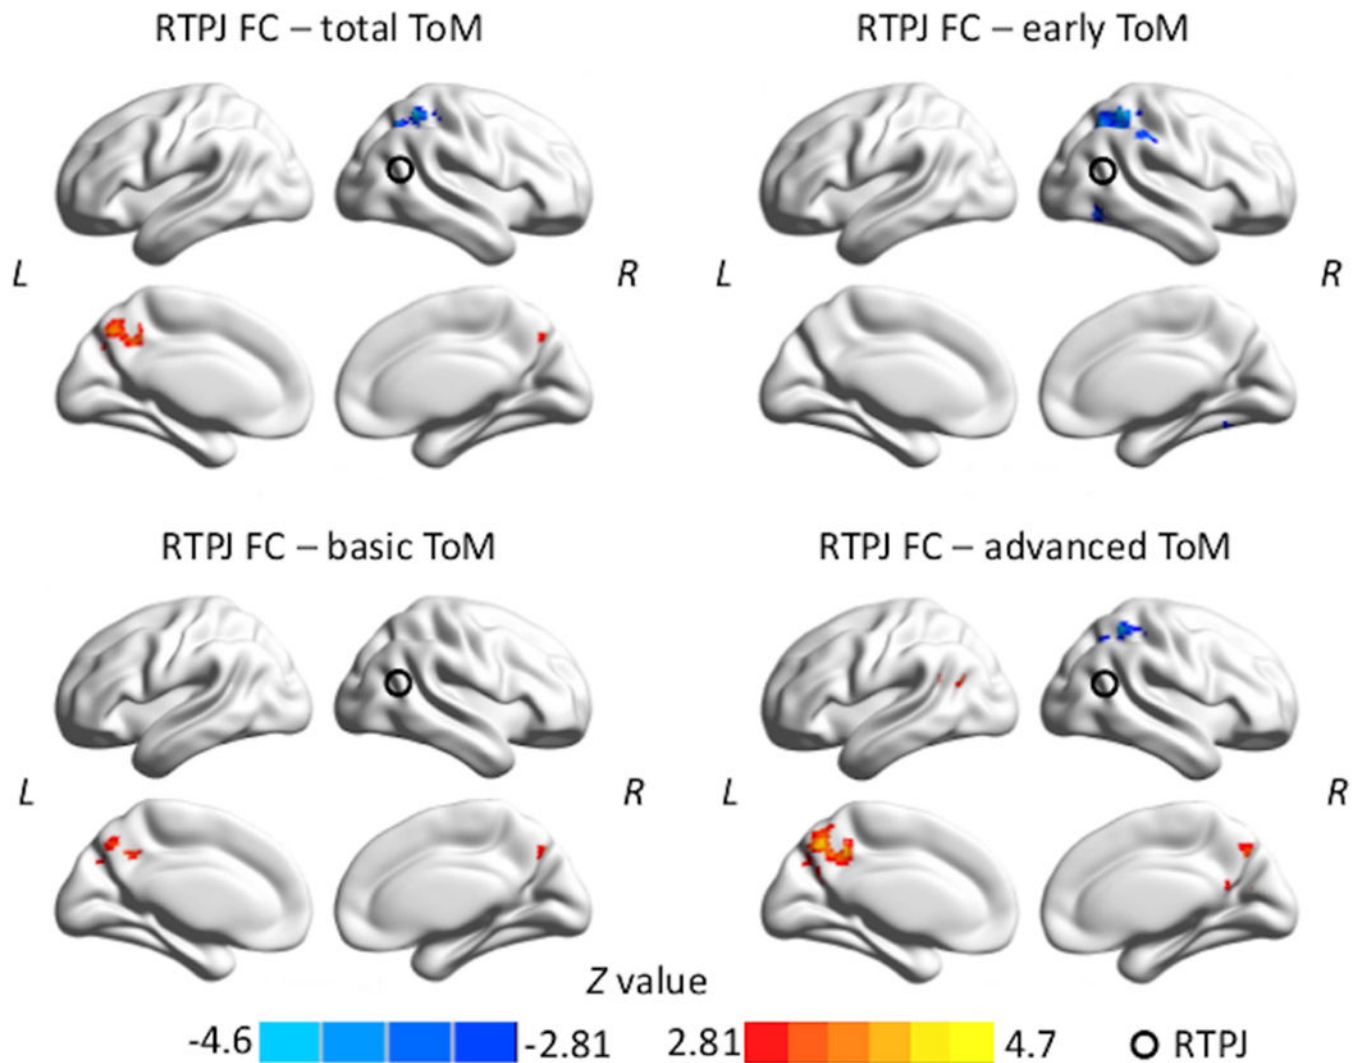 RTPJ FC – total ToM
RTPJ FC – early ToM
L
R
L
R
RTPJ FC – basic ToM
RTPJ FC – advanced ToM
L
R
L
R
Z value
-4.6
-2.81
2.81
4.7
RTPJ